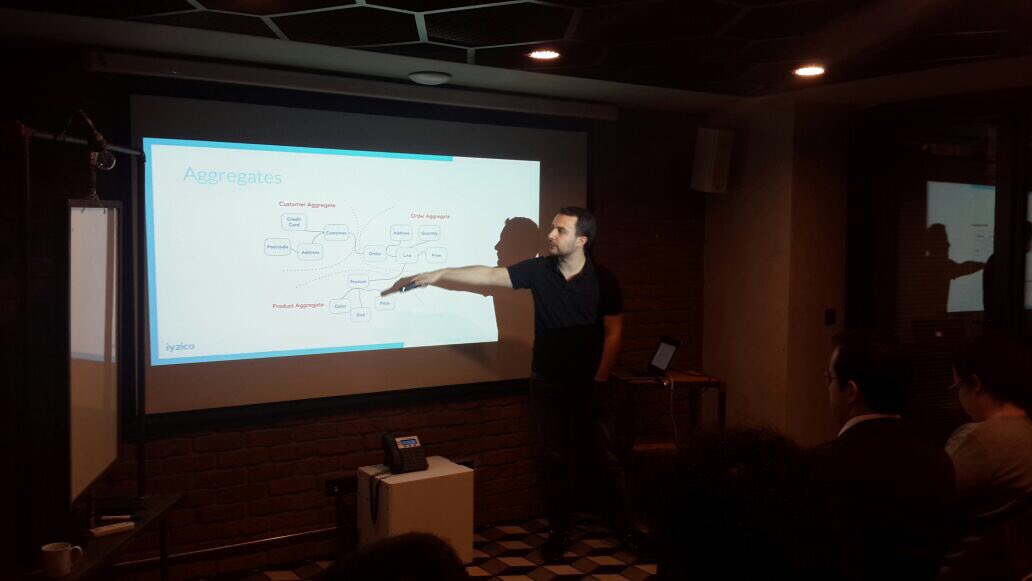 Aggregates
Customer Aggregate
Order Aggregate
Credit
Card
Customer
Address
Quantity
Postcode
Address
Order
Line
Price
Product
Product Aggregate
Color
Size
Price
iyzico